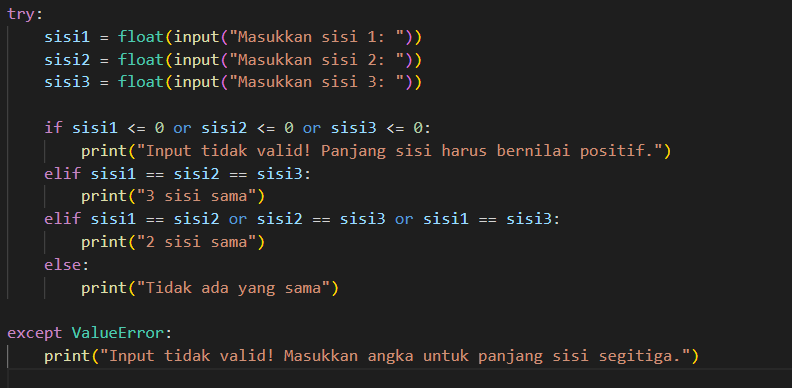 try:
    sisi1 = float(input("Masukkan sisi 1: "))
    sisi2 = float(input("Masukkan sisi 2: "))
    sisi3 = float(input("Masukkan sisi 3: "))

    if sisi1 <= 0 or sisi2 <= 0 or sisi3 <= 0:
        print("Input tidak valid! Panjang sisi harus bernilai positif.")
    elif sisi1 == sisi2 == sisi3:
        print("3 sisi sama")
    elif sisi1 == sisi2 or sisi2 == sisi3 or sisi1 == sisi3:
        print("2 sisi sama")
    else:
        print("Tidak ada yang sama")

except ValueError:
    print("Input tidak valid! Masukkan angka untuk panjang sisi segitiga.")